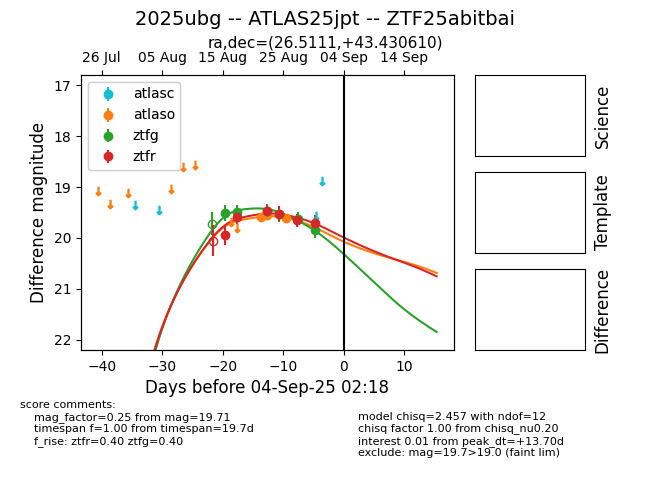 2025ubg -- ATLAS25jpt -- ZTF25abitbai
ra,dec=(26.5111,+43.430610)
26 Jul 05 Aug 15 Aug 25 Aug 04 Sep 14 Sep
17
18
19
20
21
22
Difference magnitude
atlasc
atlaso
ztfg
ztfr
−40 −30 −20 −10 0 10
Days before 04-Sep-25 02:18
Science
Template
Difference
score comments:
mag_factor=0.25 from mag=19.71
timespan f=1.00 from timespan=19.7d
f_rise: ztfr=0.40 ztfg=0.40
model chisq=2.457 with ndof=12
chisq factor 1.00 from chisq_nu0.20
interest 0.01 from peak_dt=+13.70d
exclude: mag=19.7>19.0 (faint lim)